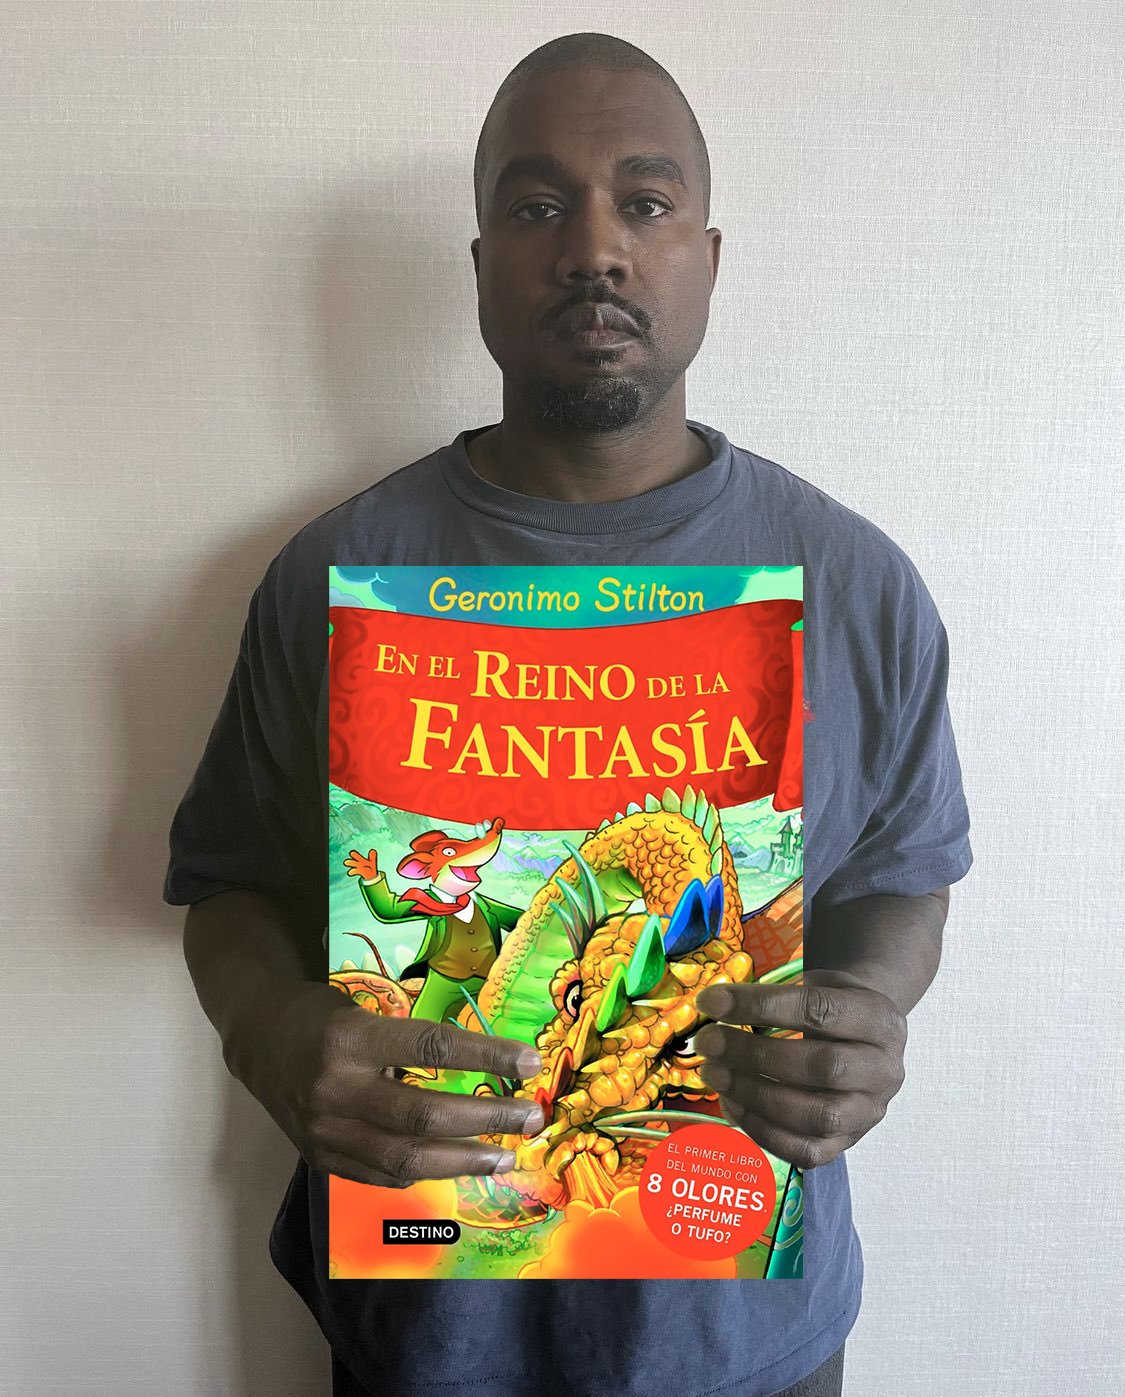 Geronimo Stilton
EN EL REINO DE LA
FANTASÍA
EL PRIMER LIBRO
DEL MUNDO CON
8 OLORES.
¿PERFUME
O TUFO?
DESTINO